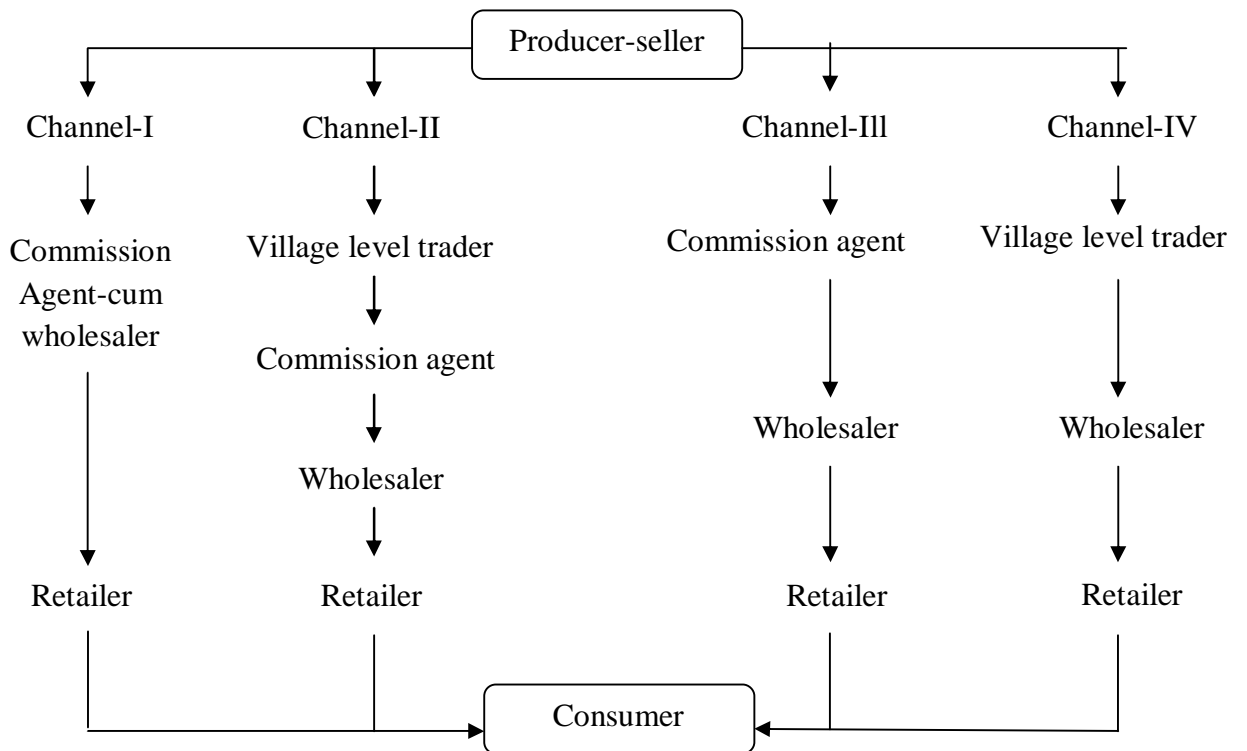 Producer-seller
Channel-I
Channel-II
Channel-Ill
Channel-IV
Commission
Agent-cum
wholesaler
Village level trader
Commission agent
Village level trader
Commission agent
Wholesaler
Wholesaler
Wholesaler
Retailer
Retailer
Retailer
Retailer
Consumer